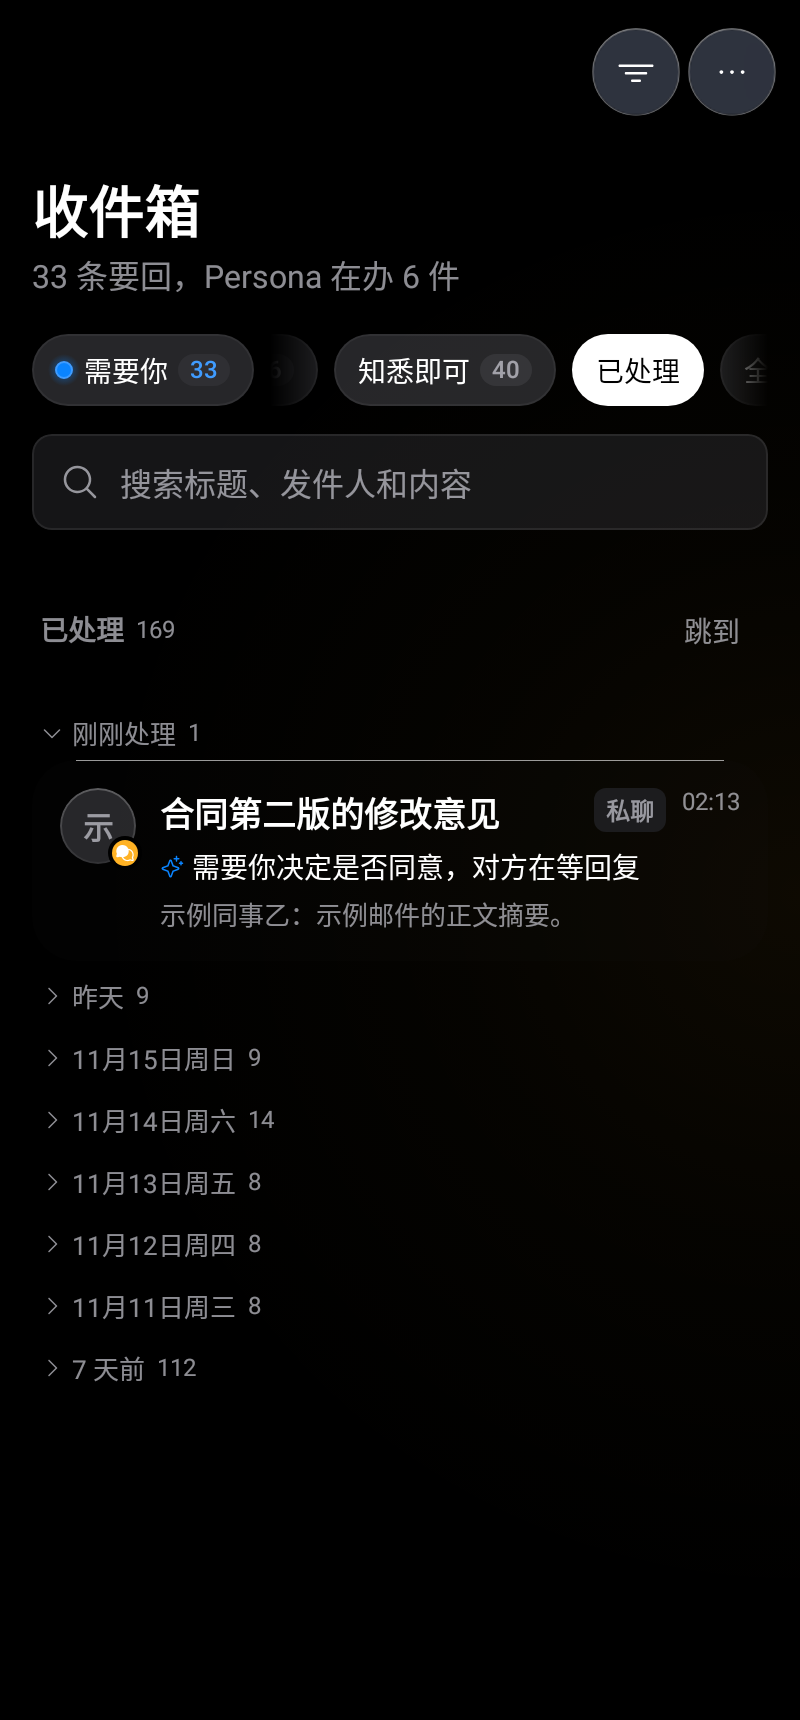 收件箱
33 条要回，Persona 在办 6 件
需要你 33
知悉即可 40
已处理
搜索标题、发件人和内容
已处理 169
跳到
刚刚处理 1
示
合同第二版的修改意见
私聊
02:13
需要你决定是否同意，对方在等回复
示例同事乙：示例邮件的正文摘要。
昨天 9
11月15日周日 9
11月14日周六 14
11月13日周五 8
11月12日周四 8
11月11日周三 8
7 天前 112